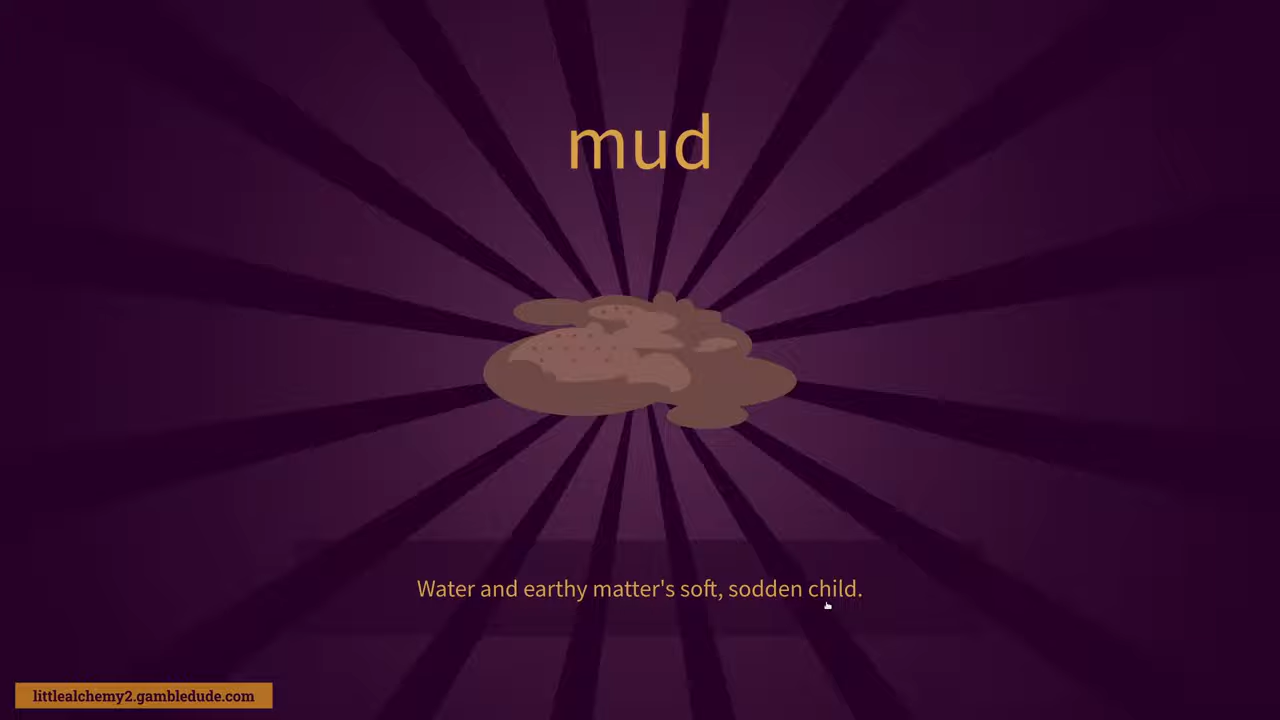 mud
Water and earthy matter's soft, sodden child.
littlealchemy2.gambledude.com